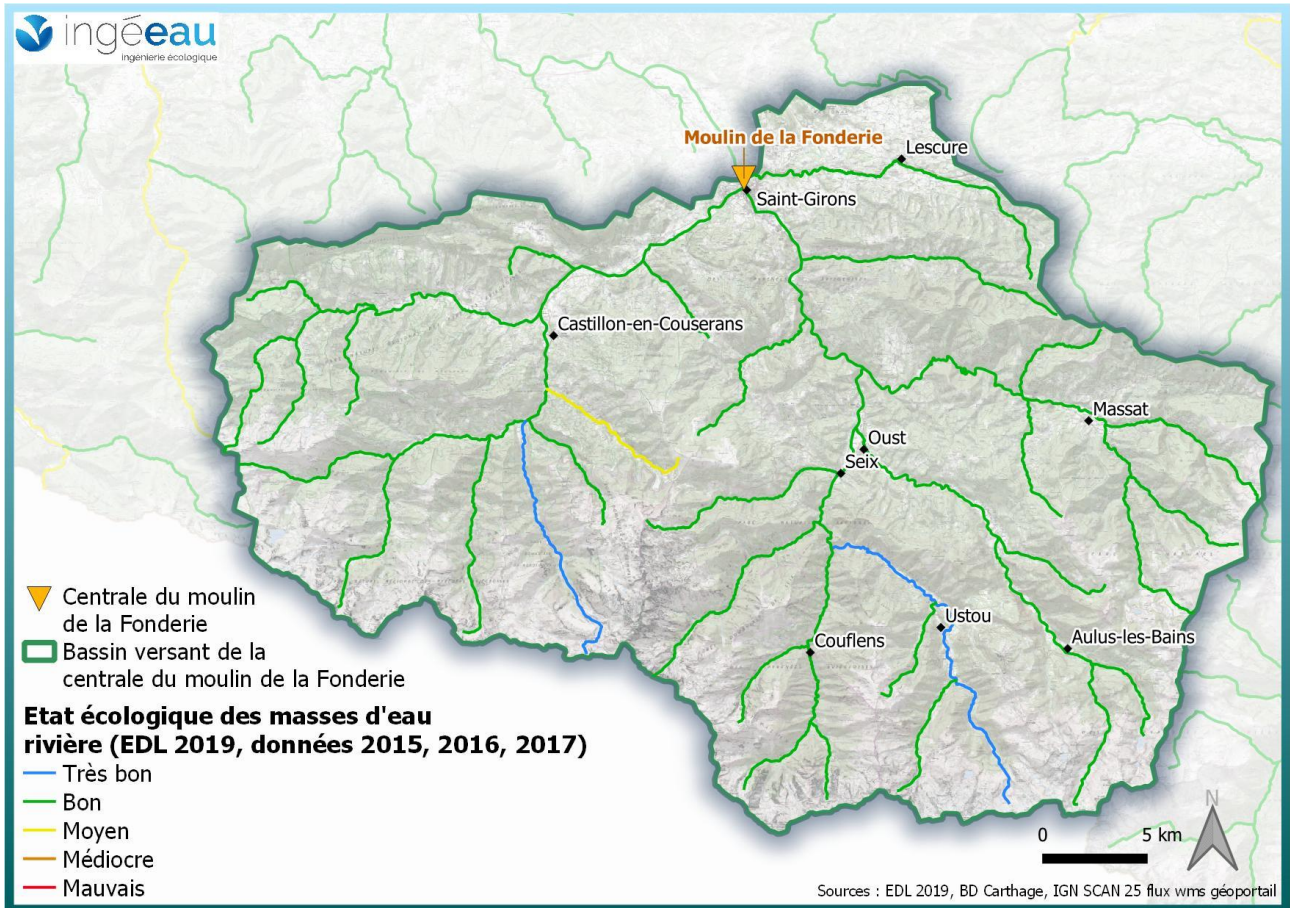 ingéeau
ingénierie écologique
Moulin de la Fonderie
Lescure
Saint-Girons
Castillon-en-Couserans
Massat
Oust
Seix
Ustou
Couflens
Aulus-les-Bains
Centrale du moulin
de la Fonderie
Bassin versant de la
centrale du moulin de la Fonderie
Etat écologique des masses d'eau
rivière (EDL 2019, données 2015, 2016, 2017)
Très bon
Bon
Moyen
Médiocre
Mauvais
N
0 5 km
Sources : EDL 2019, BD Carthage, IGN SCAN 25 flux wms géoportail